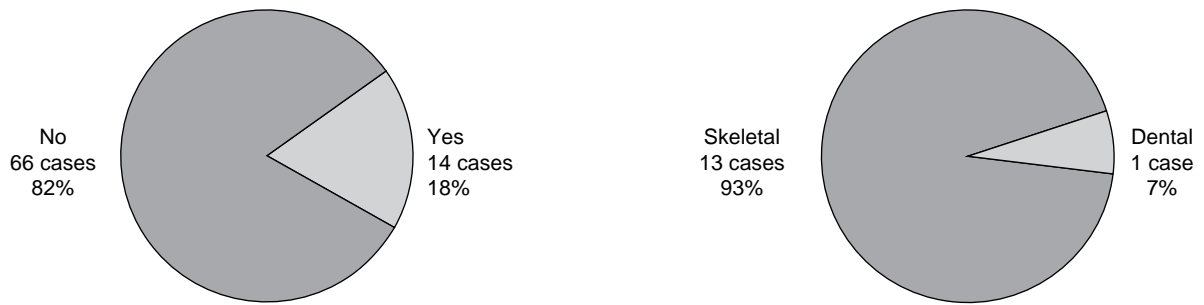 No
66 cases
82%
Yes
14 cases
18%
Skeletal
13 cases
93%
Dental
1 case
7%